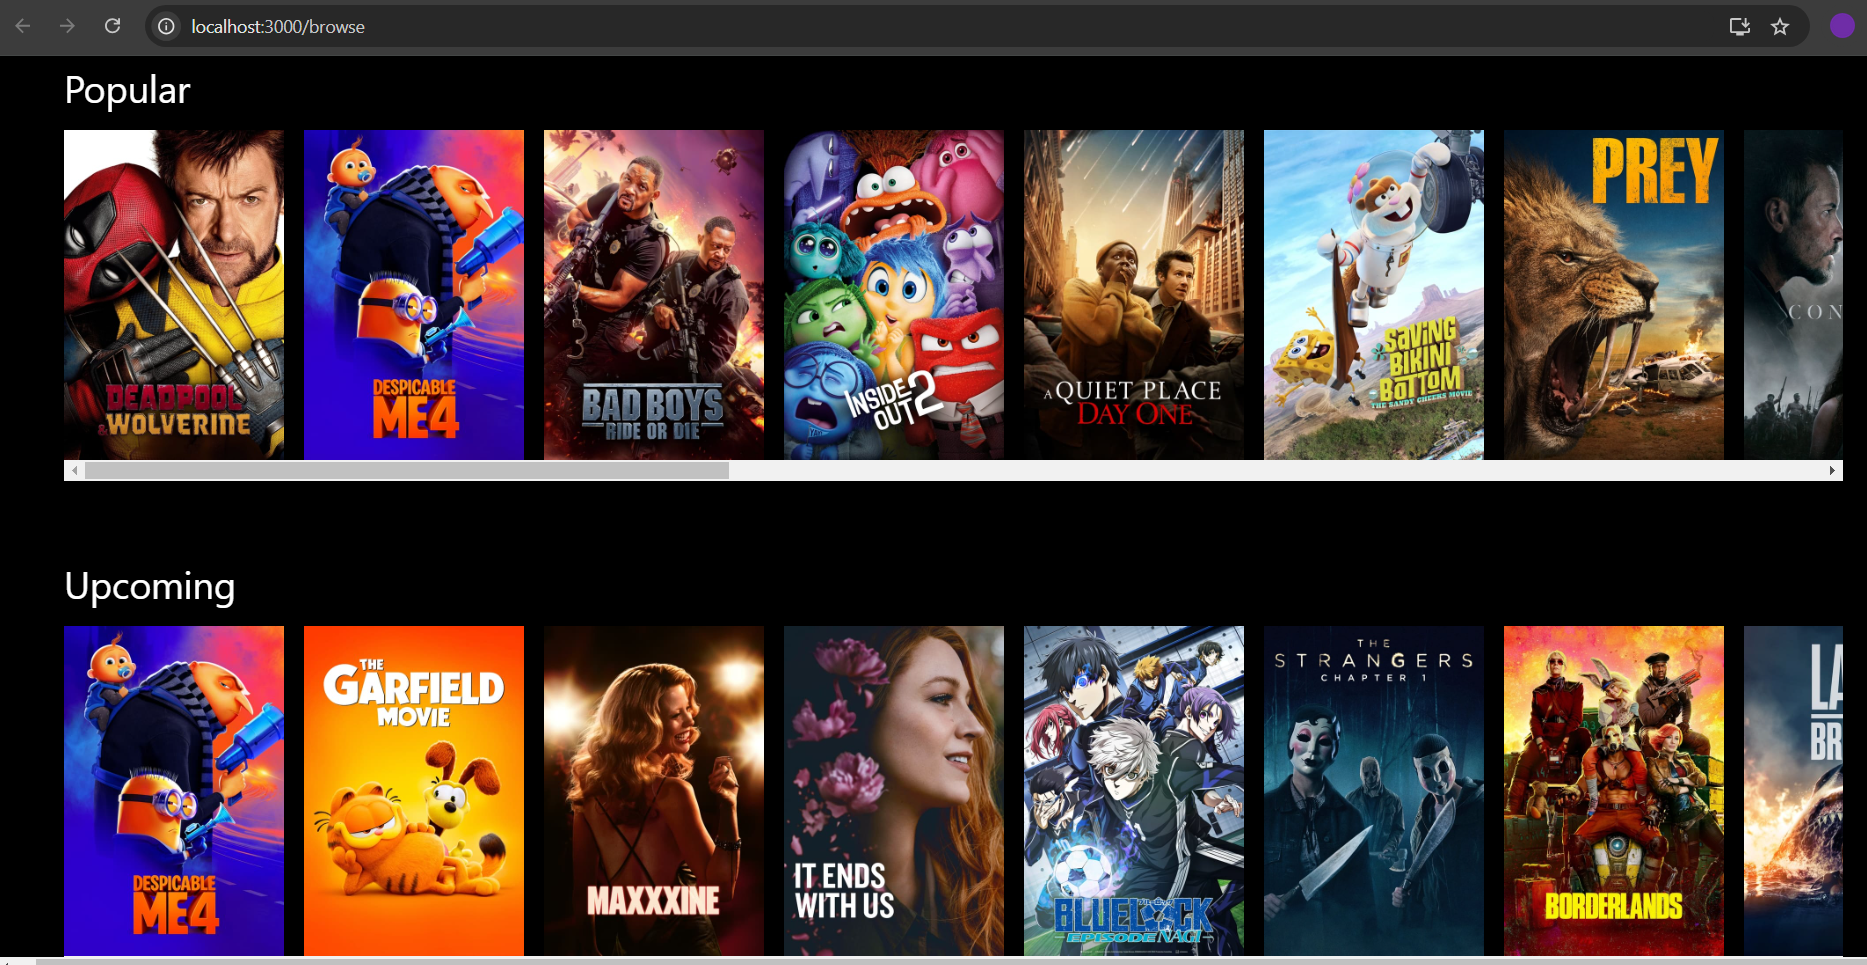 localhost:3000/browse
Popular
DEADPOOL
& WOLVERINE
DESPICABLE
ME4
BAD BOYS
RIDE OR DIE
INSIDE
OUT 2
A QUIET PLACE
DAY ONE
SAVING
BIKINI
BOTTOM
THE SANDY CHEEKS MOVIE
PREY
CON
Upcoming
DESPICABLE
ME4
THE
GARFIELD
MOVIE
MAXXXINE
IT ENDS
WITH US
BLUELOCK
EPISODE NAGI
THE
STRANGERS
CHAPTER 1
BORDERLANDS
LA
BR